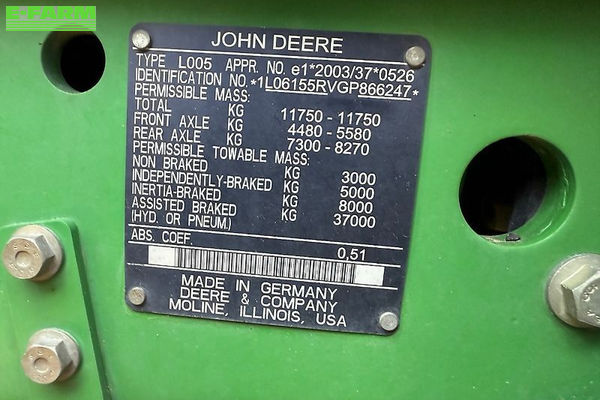 FARM
JOHN DEERE
TYPE L005 APPR. NO. e1*2003/37*0526
IDENTIFICATION NO. *1L06155RVGP866247*
PERMISSIBLE MASS:
TOTAL KG 11750 - 11750
FRONT AXLE KG 4480 - 5580
REAR AXLE KG 7300 - 8270
PERMISSIBLE TOWABLE MASS:
NON BRAKED KG 3000
INDEPENDENTLY-BRAKED KG 5000
INERTIA-BRAKED KG 8000
ASSISTED BRAKED KG 37000
(HYD. OR PNEUM.)
ABS. COEF. 0,51
MADE IN GERMANY
DEERE & COMPANY
MOLINE, ILLINOIS, USA